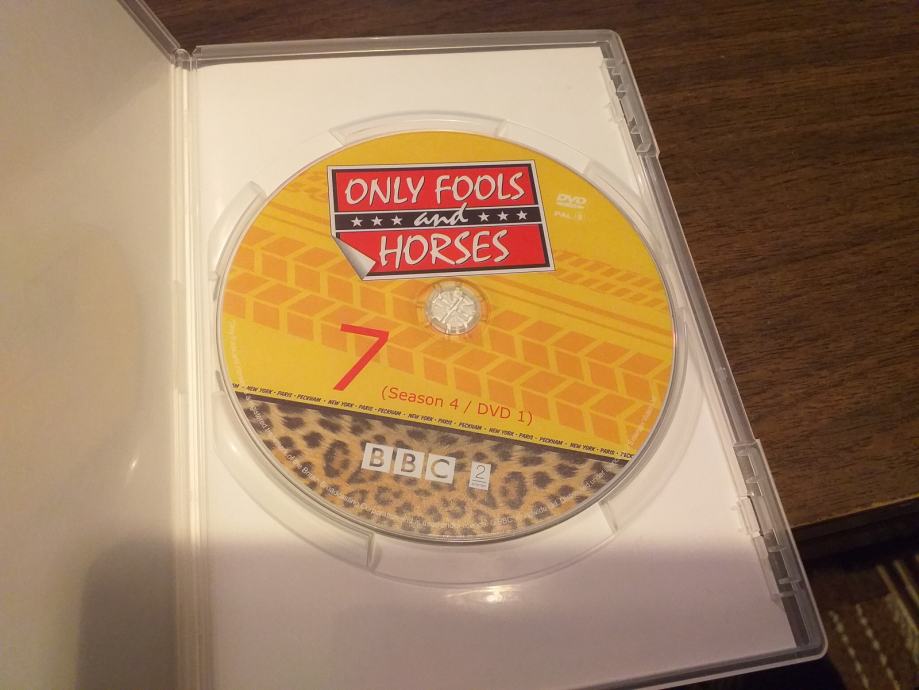 ONLY FOOLS
and
HORSES
DVD
PAL/2
7
(Season 4 / DVD 1)
NEW YORK • PARIS • PECKHAM • NEW YORK • PARIS • PECKHAM • NEW YORK • PARIS • PECKHAM • NEW YORK • PARIS
BBC
2